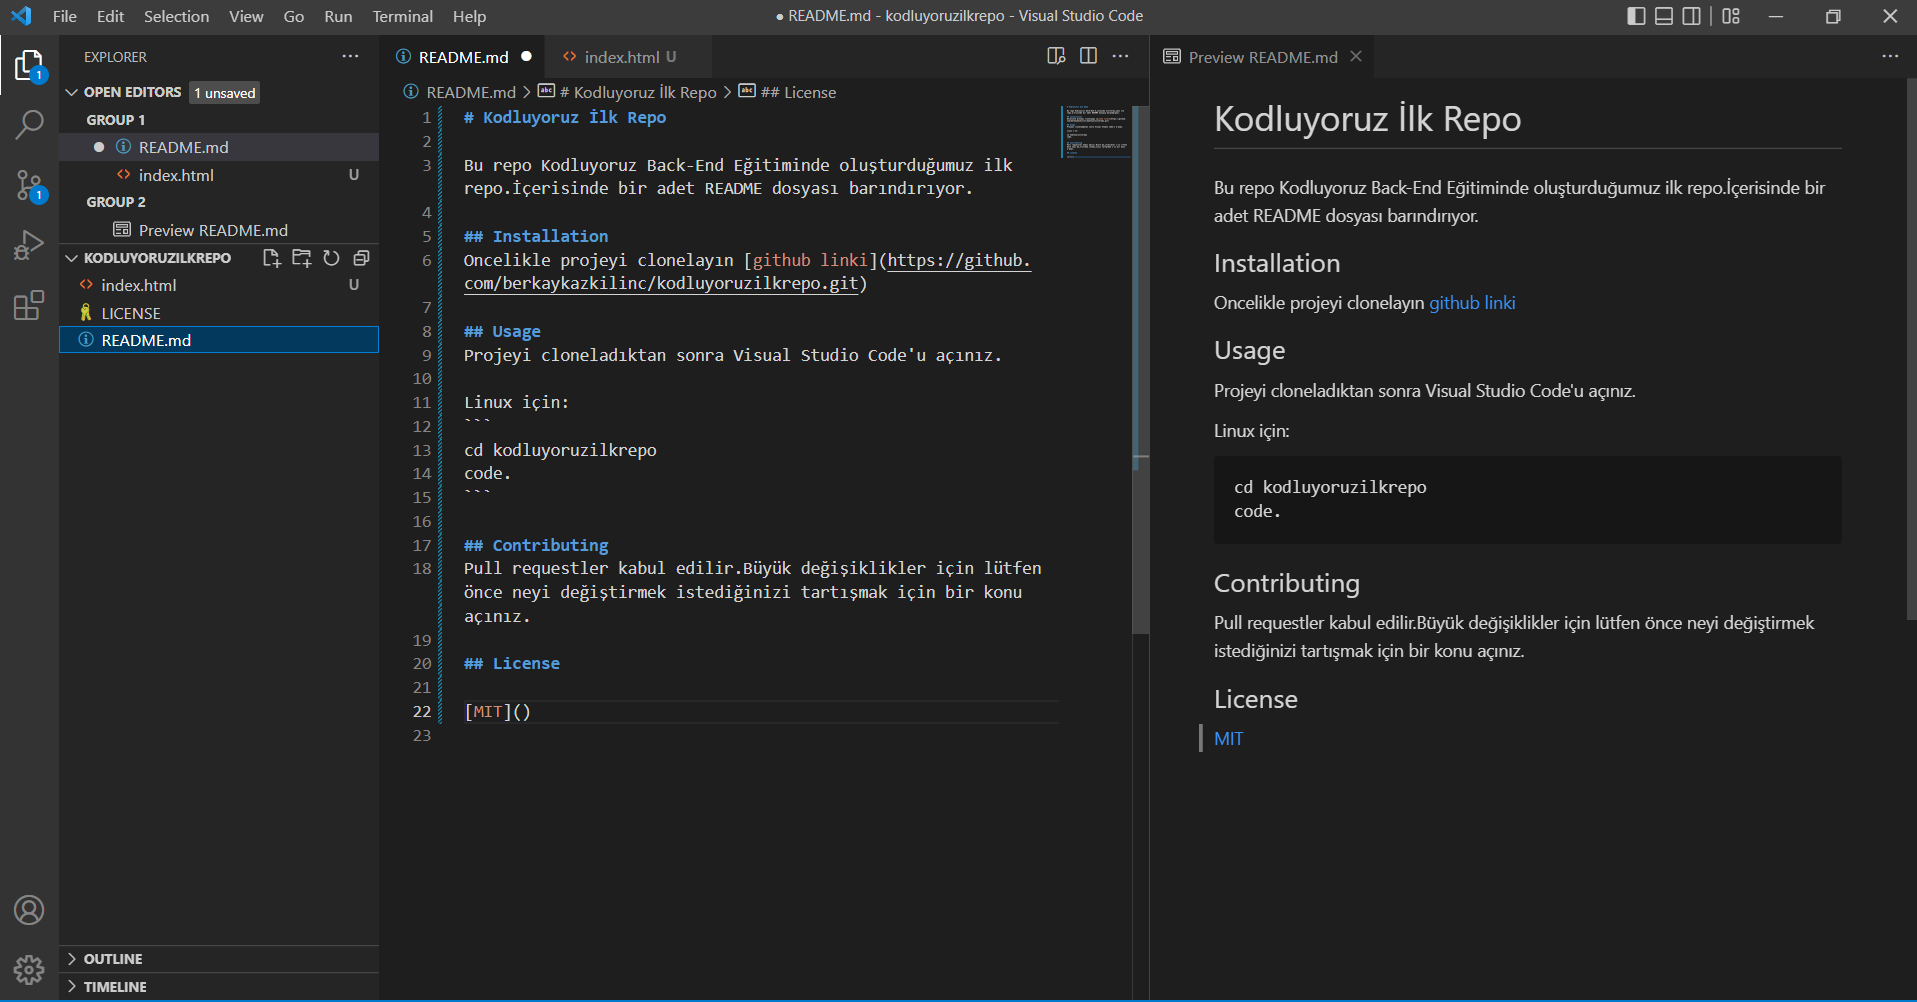 File Edit Selection View Go Run Terminal Help
● README.md - kodluyoruzilkrepo - Visual Studio Code
1
1
EXPLORER
OPEN EDITORS 1 unsaved
GROUP 1
README.md
index.html U
GROUP 2
Preview README.md
KODLUYORUZILKREPO
index.html U
LICENSE
README.md
OUTLINE
TIMELINE
README.md index.html U
README.md > # Kodluyoruz İlk Repo > ## License
1 # Kodluyoruz İlk Repo
2
3 Bu repo Kodluyoruz Back-End Eğitiminde oluşturduğumuz ilk
repo.İçerisinde bir adet README dosyası barındırıyor.
4
5 ## Installation
6 Oncelikle projeyi clonelayın [github linki](https://github.
com/berkaykazkilinc/kodluyoruzilkrepo.git)
7
8 ## Usage
9 Projeyi cloneladıktan sonra Visual Studio Code'u açınız.
10
11 Linux için:
12 ```
13 cd kodluyoruzilkrepo
14 code.
15 ```
16
17 ## Contributing
18 Pull requestler kabul edilir.Büyük değişiklikler için lütfen
önce neyi değiştirmek istediğinizi tartışmak için bir konu
açınız.
19
20 ## License
21
22 [MIT]()
23
Preview README.md
Kodluyoruz İlk Repo
Bu repo Kodluyoruz Back-End Eğitiminde oluşturduğumuz ilk repo.İçerisinde bir
adet README dosyası barındırıyor.
Installation
Oncelikle projeyi clonelayın github linki
Usage
Projeyi cloneladıktan sonra Visual Studio Code'u açınız.
Linux için:
cd kodluyoruzilkrepo
code.
Contributing
Pull requestler kabul edilir.Büyük değişiklikler için lütfen önce neyi değiştirmek
istediğinizi tartışmak için bir konu açınız.
License
MIT